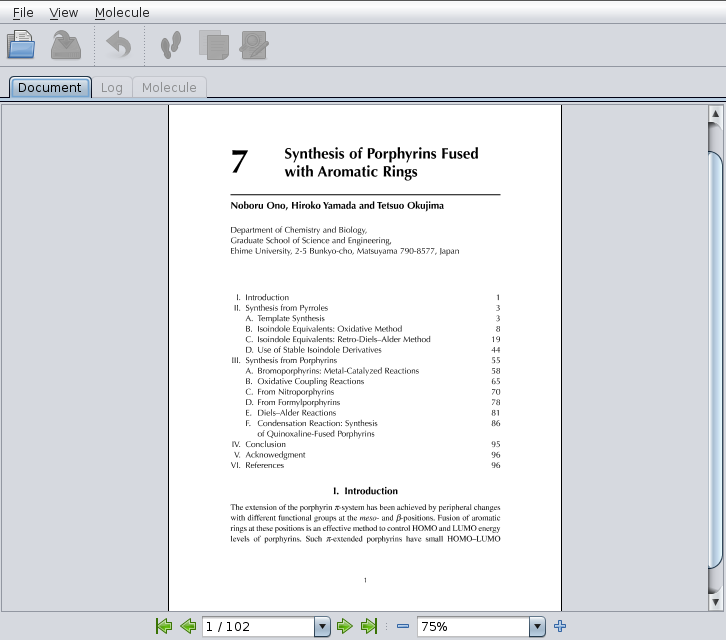 File View Molecule
Document Log Molecule
7 Synthesis of Porphyrins Fused
with Aromatic Rings
Noboru Ono, Hiroko Yamada and Tetsuo Okujima
Department of Chemistry and Biology,
Graduate School of Science and Engineering,
Ehime University, 2-5 Bunkyo-cho, Matsuyama 790-8577, Japan
I. Introduction 1
II. Synthesis from Pyrroles 3
A. Template Synthesis 3
B. Isoindole Equivalents: Oxidative Method 8
C. Isoindole Equivalents: Retro-Diels–Alder Method 19
D. Use of Stable Isoindole Derivatives 44
III. Synthesis from Porphyrins 55
A. Bromoporphyrins: Metal-Catalyzed Reactions 58
B. Oxidative Coupling Reactions 65
C. From Nitroporphyrins 70
D. From Formylporphyrins 78
E. Diels–Alder Reactions 81
F. Condensation Reaction: Synthesis 86
of Quinoxaline-Fused Porphyrins
IV. Conclusion 95
V. Acknowedgment 96
VI. References 96
I. Introduction
The extension of the porphyrin π-system has been achieved by peripheral changes
with different functional groups at the meso- and β-positions. Fusion of aromatic
rings at these positions is an effective method to control HOMO and LUMO energy
levels of porphyrins. Such π-extended porphyrins have small HOMO–LUMO
1
1 / 102 75%